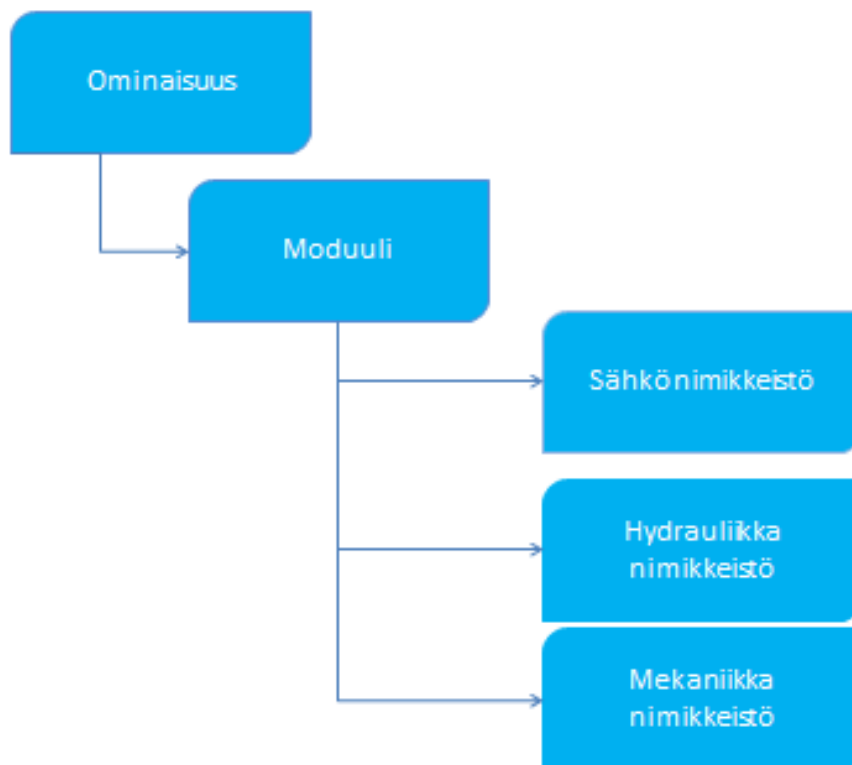 Ominaisuus
Moduuli
Sähkönimikkeistö
Hydrauliikka
nimikkeistö
Mekaniikka
nimikkeistö